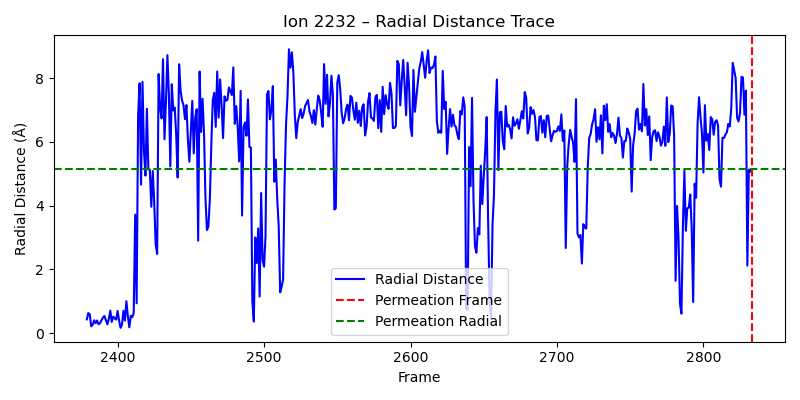 Ion 2232 – Radial Distance Trace
Radial Distance (Å)
8
6
4
2
0
Radial Distance
Permeation Frame
Permeation Radial
2400
2500
2600
2700
2800
Frame